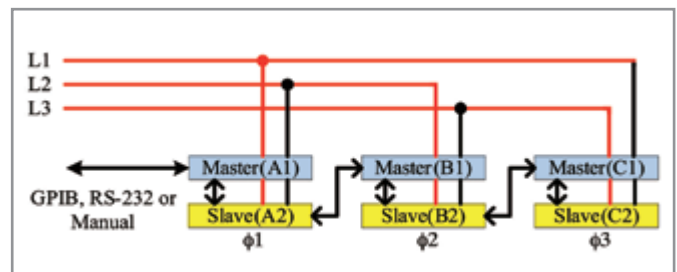 L1
L2
L3
Master(A1) Master(B1) Master(C1)
GPIB, RS-232 or
Manual
Slave(A2) Slave(B2) Slave(C2)
ϕ1 ϕ2 ϕ3